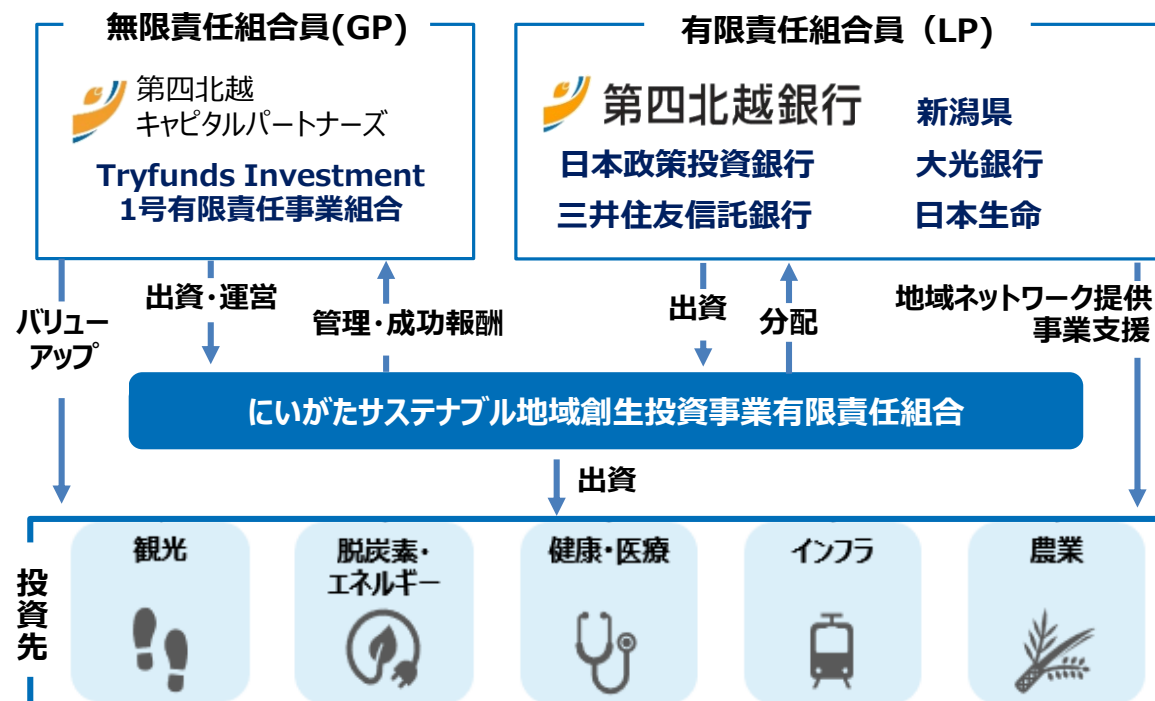 無限責任組合員(GP)
第四北越
キャピタルパートナーズ
Tryfunds Investment
1号有限責任事業組合
有限責任組合員（LP)
第四北越銀行
新潟県
日本政策投資銀行
大光銀行
三井住友信託銀行
日本生命
バリュー
アップ
出資・運営
管理・成功報酬
出資
分配
地域ネットワーク提供
事業支援
にいがたサステナブル地域創生投資事業有限責任組合
出資
投資先
観光
脱炭素・
エネルギー
健康・医療
インフラ
農業